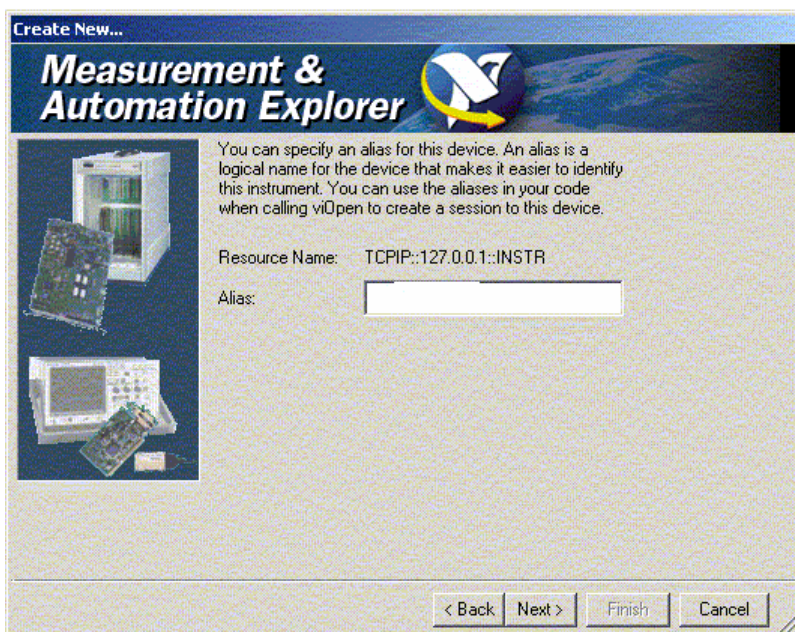 Create New...
Measurement &
Automation Explorer
You can specify an alias for this device. An alias is a
logical name for the device that makes it easier to identify
this instrument. You can use the aliases in your code
when calling viOpen to create a session to this device.
Resource Name: TCPIP::127.0.0.1::INSTR
Alias:
< Back Next > Finish Cancel